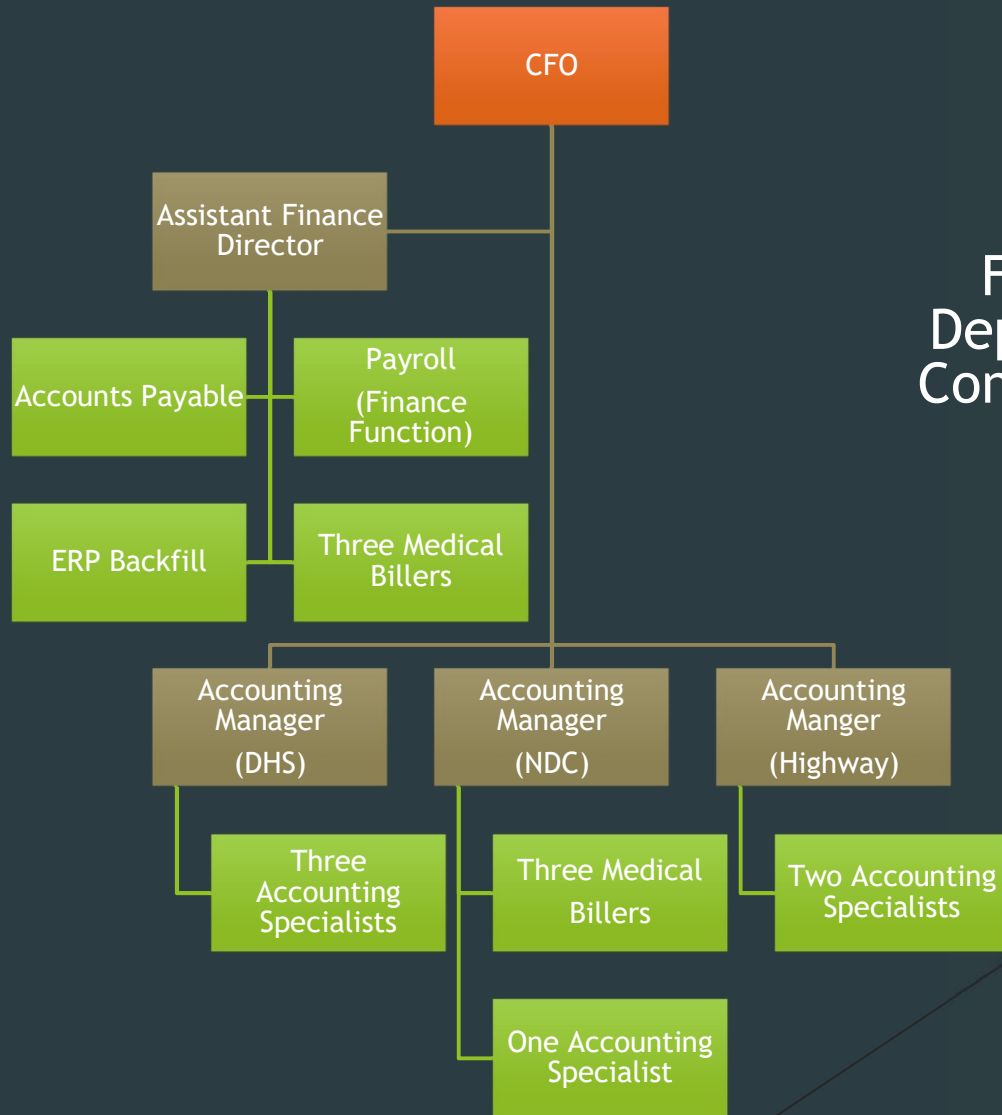 CFO
Assistant Finance
Director
Accounts Payable
Payroll
(Finance
Function)
ERP Backfill
Three Medical
Billers
Accounting
Manager
(DHS)
Accounting
Manager
(NDC)
Accounting
Manger
(Highway)
Three
Accounting
Specialists
Three Medical
Billers
Two Accounting
Specialists
One Accounting
Specialist